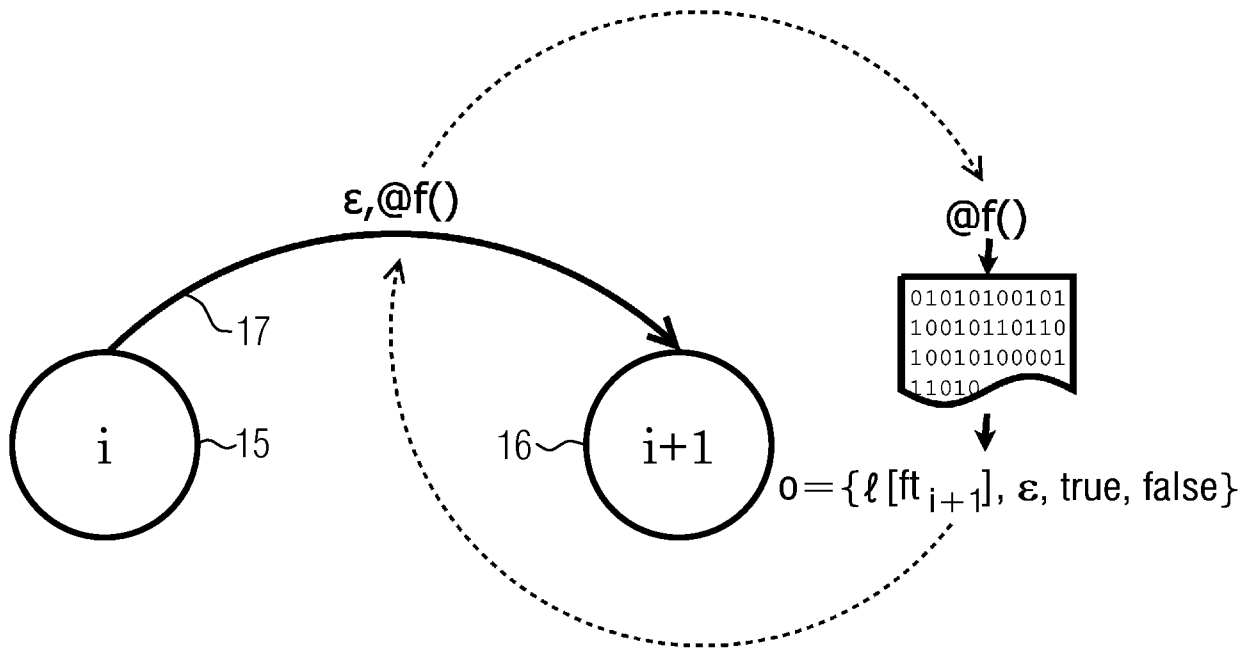 ε,@f()
@f()
01010100101
10010110110
10010100001
11010
17
i
15
16
i+1
o={ℓ[ft i+1], ε, true, false}